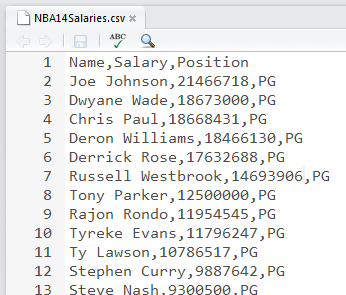 NBA14Salaries.csv
ABC
1 Name,Salary,Position
2 Joe Johnson,21466718,PG
3 Dwyane Wade,18673000,PG
4 Chris Paul,18668431,PG
5 Deron Williams,18466130,PG
6 Derrick Rose,17632688,PG
7 Russell Westbrook,14693906,PG
8 Tony Parker,12500000,PG
9 Rajon Rondo,11954545,PG
10 Tyreke Evans,11796247,PG
11 Ty Lawson,10786517,PG
12 Stephen Curry,9887642,PG
13 Steve Nash,9300500,PG